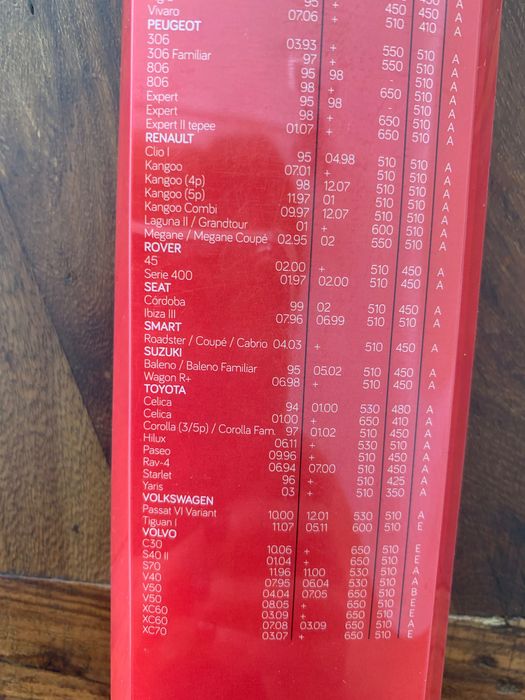 95 + 450 450 A
Vivaro 07.06 + 510 410 A
PEUGEOT
306 03.93 + 550 510 A
306 Familiar 97 + 550 510 A
806 95 98 - 510 A
806 98 + 650 510 A
Expert 95 98 - 510 A
Expert 98 + 650 510 A
Expert II tepee 01.07 + 650 510 A
RENAULT
Clio I 95 04.98 510 510 A
Kangoo 07.01 + 510 510 A
Kangoo (4p) 98 12.07 510 510 A
Kangoo (5p) 11.97 01 510 510 A
Kangoo Combi 09.97 12.07 510 510 A
Laguna II / Grandtour 01 + 600 510 A
Megane / Megane Coupé 02.95 02 550 510 A
ROVER
45 02.00 + 510 450 A
Serie 400 01.97 02.00 510 450 A
SEAT
Córdoba 99 02 510 450 A
Ibiza III 07.96 06.99 510 510 A
SMART
Roadster / Coupé / Cabrio 04.03 + 510 450 A
SUZUKI
Baleno / Baleno Familiar 95 05.02 510 450 A
Wagon R+ 06.98 + 510 450 A
TOYOTA
Celica 94 01.00 530 480 A
Celica 01.00 + 650 410 A
Corolla (3/5p) / Corolla Fam. 97 01.02 510 450 A
Hilux 06.11 + 530 510 A
Paseo 09.96 + 510 450 A
Rav-4 06.94 07.00 510 450 A
Starlet 96 + 510 425 A
Yaris 03 + 510 350 A
VOLKSWAGEN
Passat VI Variant 10.00 12.01 530 510 A
Tiguan I 11.07 05.11 600 510 E
VOLVO
C30 10.06 + 650 510 E
S40 II 01.04 + 650 510 E
S70 11.96 11.00 530 510 A
V40 07.95 06.04 530 510 A
V50 04.04 07.05 650 510 B
V50 08.05 + 650 510 E
XC60 03.09 + 650 510 E
XC60 07.08 03.09 650 510 A
XC70 03.07 + 650 510 E